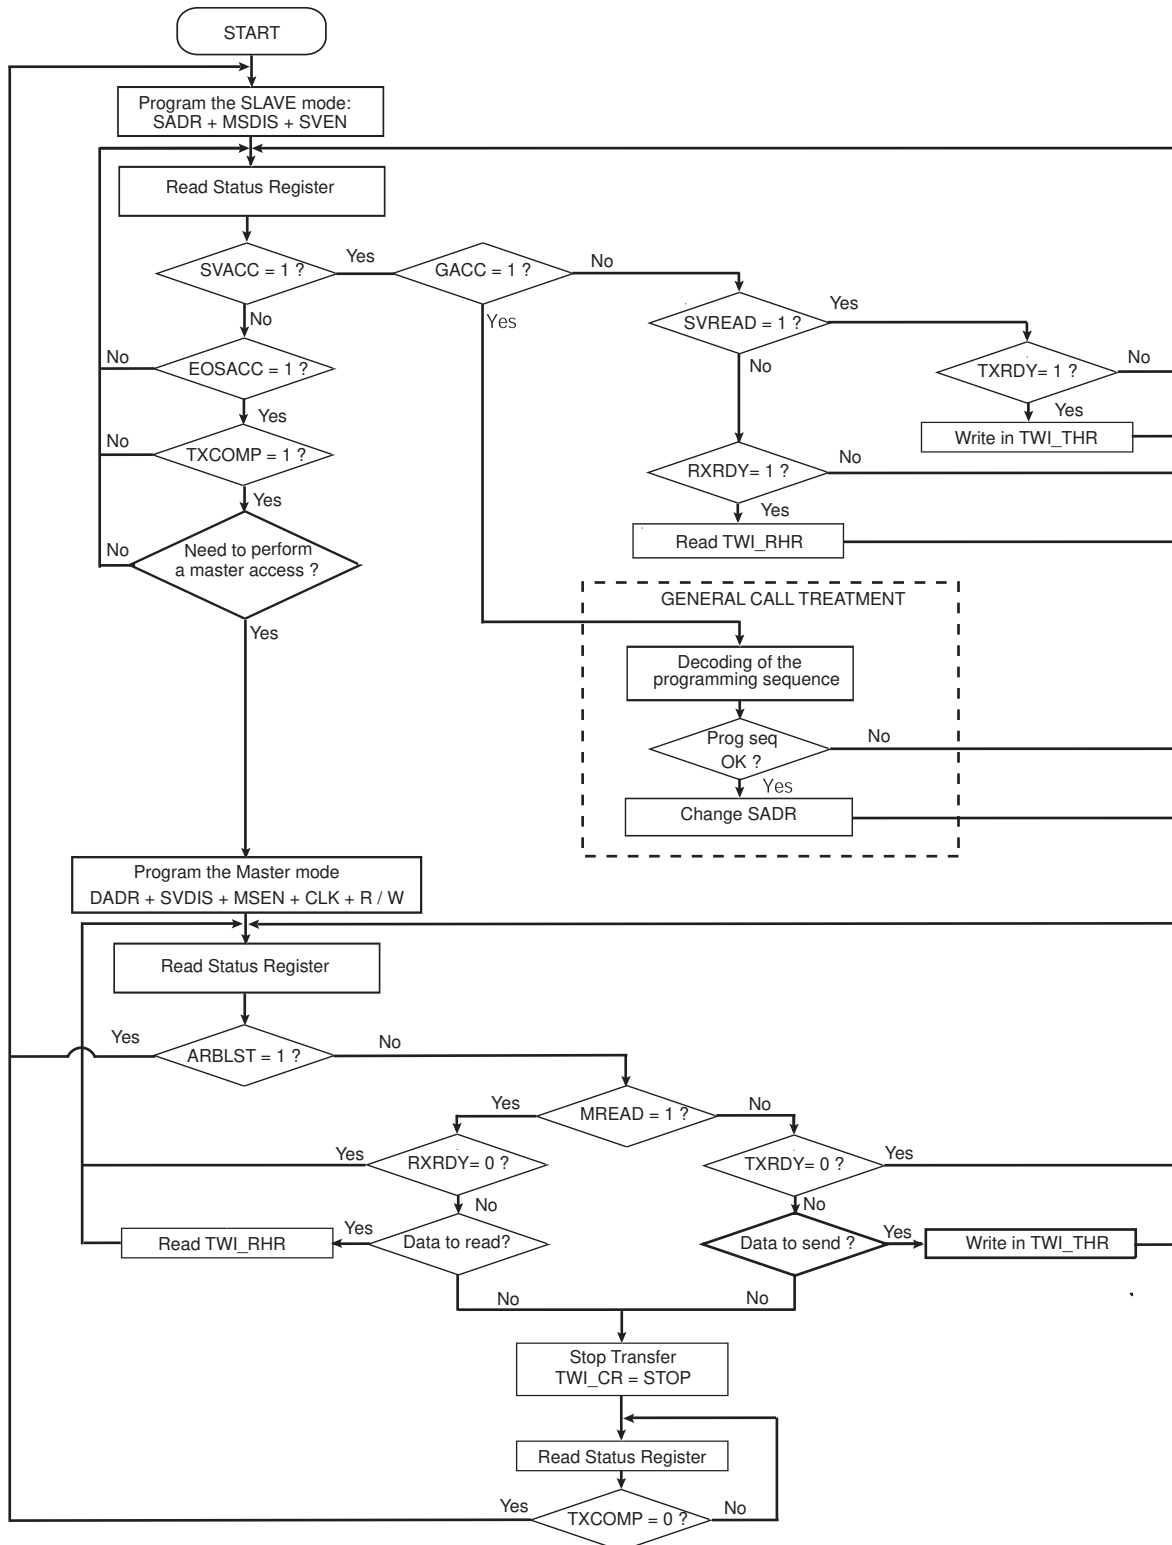 START
Program the SLAVE mode:
SADR + MSDIS + SVEN
Read Status Register
SVACC = 1 ?
Yes
GACC = 1 ?
No
SVREAD = 1 ?
Yes
No
Yes
No
EOSACC = 1 ?
No
TXRDY= 1 ?
No
Yes
Yes
Write in TWI_THR
No
TXCOMP = 1 ?
RXRDY= 1 ?
No
Yes
Yes
Read TWI_RHR
No
Need to perform
a master access ?
Yes
GENERAL CALL TREATMENT
Decoding of the
programming sequence
Prog seq
OK ?
No
Yes
Change SADR
Program the Master mode
DADR + SVDIS + MSEN + CLK + R / W
Read Status Register
Yes
ARBLST = 1 ?
No
Yes
MREAD = 1 ?
No
Yes
RXRDY= 0 ?
TXRDY= 0 ?
Yes
No
No
Read TWI_RHR
Yes
Data to read?
Data to send ?
Yes
Write in TWI_THR
No
No
Stop Transfer
TWI_CR = STOP
Read Status Register
Yes
TXCOMP = 0 ?
No